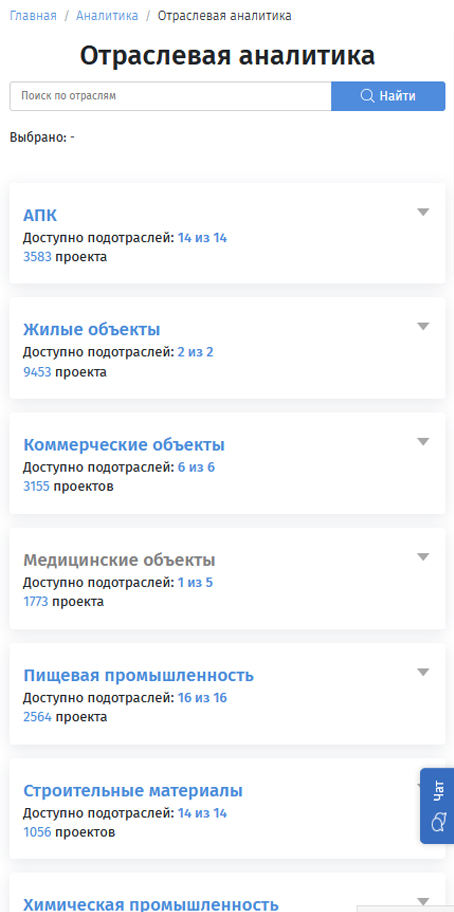 Главная / Аналитика / Отраслевая аналитика
Отраслевая аналитика
Поиск по отраслям
Найти
Выбрано: -
АПК
Доступно подотраслей: 14 из 14
3583 проекта
Жилые объекты
Доступно подотраслей: 2 из 2
9453 проекта
Коммерческие объекты
Доступно подотраслей: 6 из 6
3155 проектов
Медицинские объекты
Доступно подотраслей: 1 из 5
1773 проекта
Пищевая промышленность
Доступно подотраслей: 16 из 16
2564 проекта
Строительные материалы
Доступно подотраслей: 14 из 14
1056 проектов
Чат
Химическая промышленность